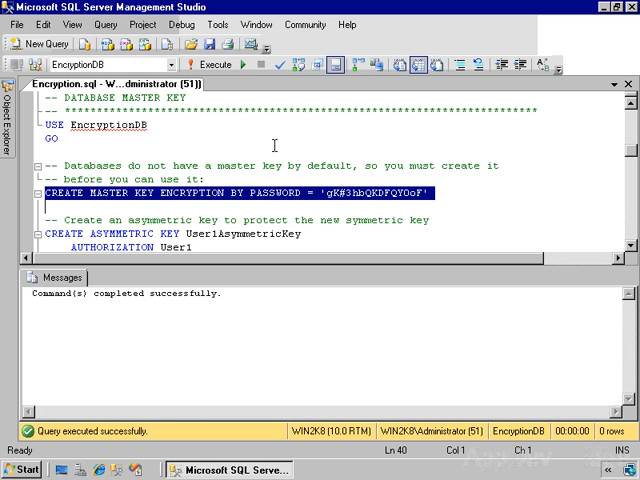 Microsoft SQL Server Management Studio
File Edit View Query Project Debug Tools Window Community Help
New Query
EncryptionDB Execute
Encryption.sql - W...dministrator (51))
Object Explorer
-- DATABASE MASTER KEY
USE EncryptionDB
GO
-- Databases do not have a master key by default, so you must create it
-- before you can use it:
CREATE MASTER KEY ENCRYPTION BY PASSWORD = 'gK#3hbQKDFQYOoF'
-- Create an asymmetric key to protect the new symmetric key
CREATE ASYMMETRIC KEY User1AsymmetricKey
AUTHORIZATION User1
Messages
Command(s) completed successfully.
Query executed successfully. WIN2K8 (10.0 RTM) WIN2K8\Administrator (51) EncryptionDB 00:00:00 0 rows
Ready Ln 40 Col 1 Ch 1 INS
Start Microsoft SQL Serve...